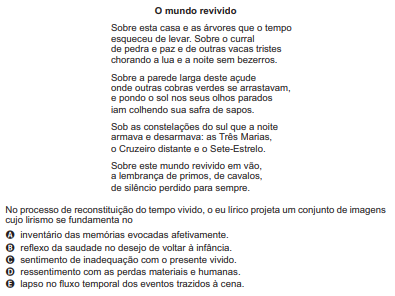 O mundo revivido
Sobre esta casa e as árvores que o tempo
esqueceu de levar. Sobre o curral
de pedra e paz e de outras vacas tristes
chorando a lua e a noite sem bezerros.
Sobre a parede larga deste açude
onde outras cobras verdes se arrastavam,
e pondo o sol nos seus olhos parados
iam colhendo sua safra de sapos.
Sob as constelações do sul que a noite
armava e desarmava: as Três Marias,
o Cruzeiro distante e o Sete-Estrelo.
Sobre este mundo revivido em vão,
a lembrança de primos, de cavalos,
de silêncio perdido para sempre.
No processo de reconstituição do tempo vivido, o eu lírico projeta um conjunto de imagens
cujo lirismo se fundamenta no
A inventário das memórias evocadas afetivamente.
B reflexo da saudade no desejo de voltar à infância.
C sentimento de inadequação com o presente vivido.
D ressentimento com as perdas materiais e humanas.
E lapso no fluxo temporal dos eventos trazidos à cena.